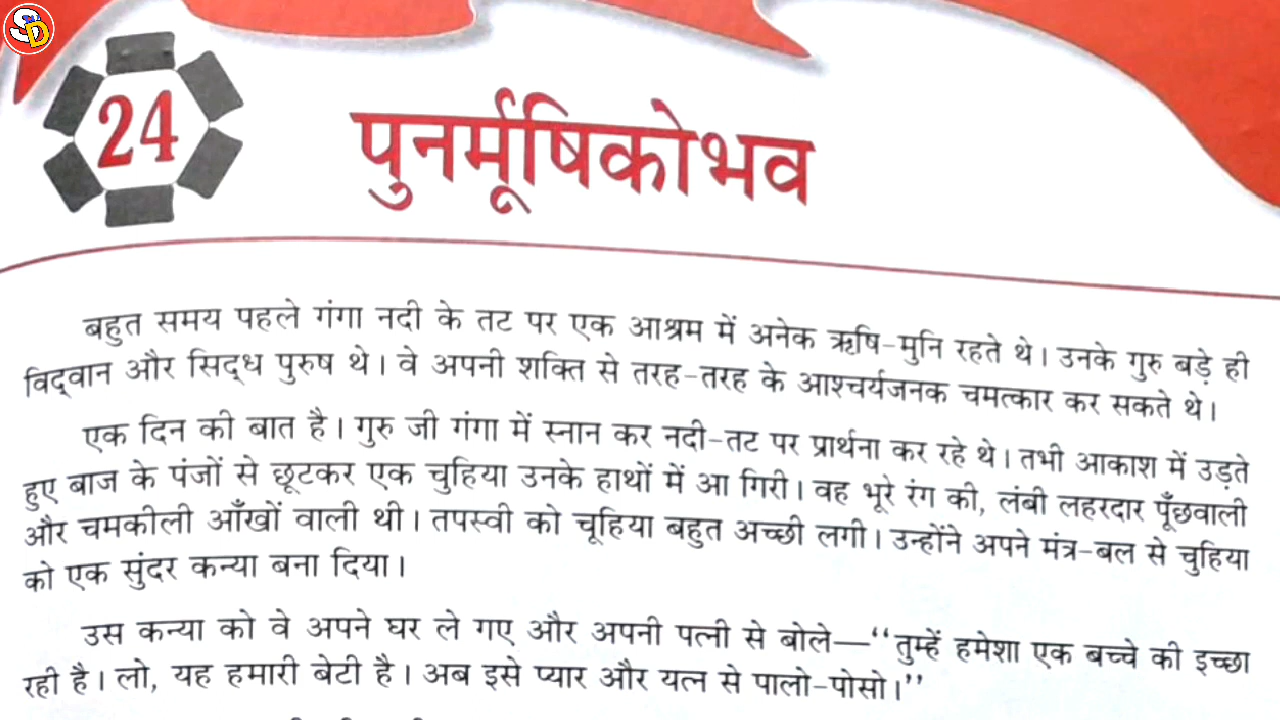 SD
24
पुनर्मूषिकोभव
बहुत समय पहले गंगा नदी के तट पर एक आश्रम में अनेक ऋषि-मुनि रहते थे। उनके गुरु बड़े ही
विद्‌वान और सिद्‌ध पुरुष थे। वे अपनी शक्ति से तरह-तरह के आश्चर्यजनक चमत्कार कर सकते थे।
एक दिन की बात है। गुरु जी गंगा में स्नान कर नदी-तट पर प्रार्थना कर रहे थे। तभी आकाश में उड़ते
हुए बाज के पंजों से छूटकर एक चुहिया उनके हाथों में आ गिरी। वह भूरे रंग की, लंबी लहरदार पूँछवाली
और चमकीली आँखों वाली थी। तपस्वी को चूहिया बहुत अच्छी लगी। उन्होंने अपने मंत्र-बल से चुहिया
को एक सुंदर कन्या बना दिया।
उस कन्या को वे अपने घर ले गए और अपनी पत्नी से बोले—“तुम्हें हमेशा एक बच्चे की इच्छा
रही है। लो, यह हमारी बेटी है। अब इसे प्यार और यत्न से पालो-पोसो।”